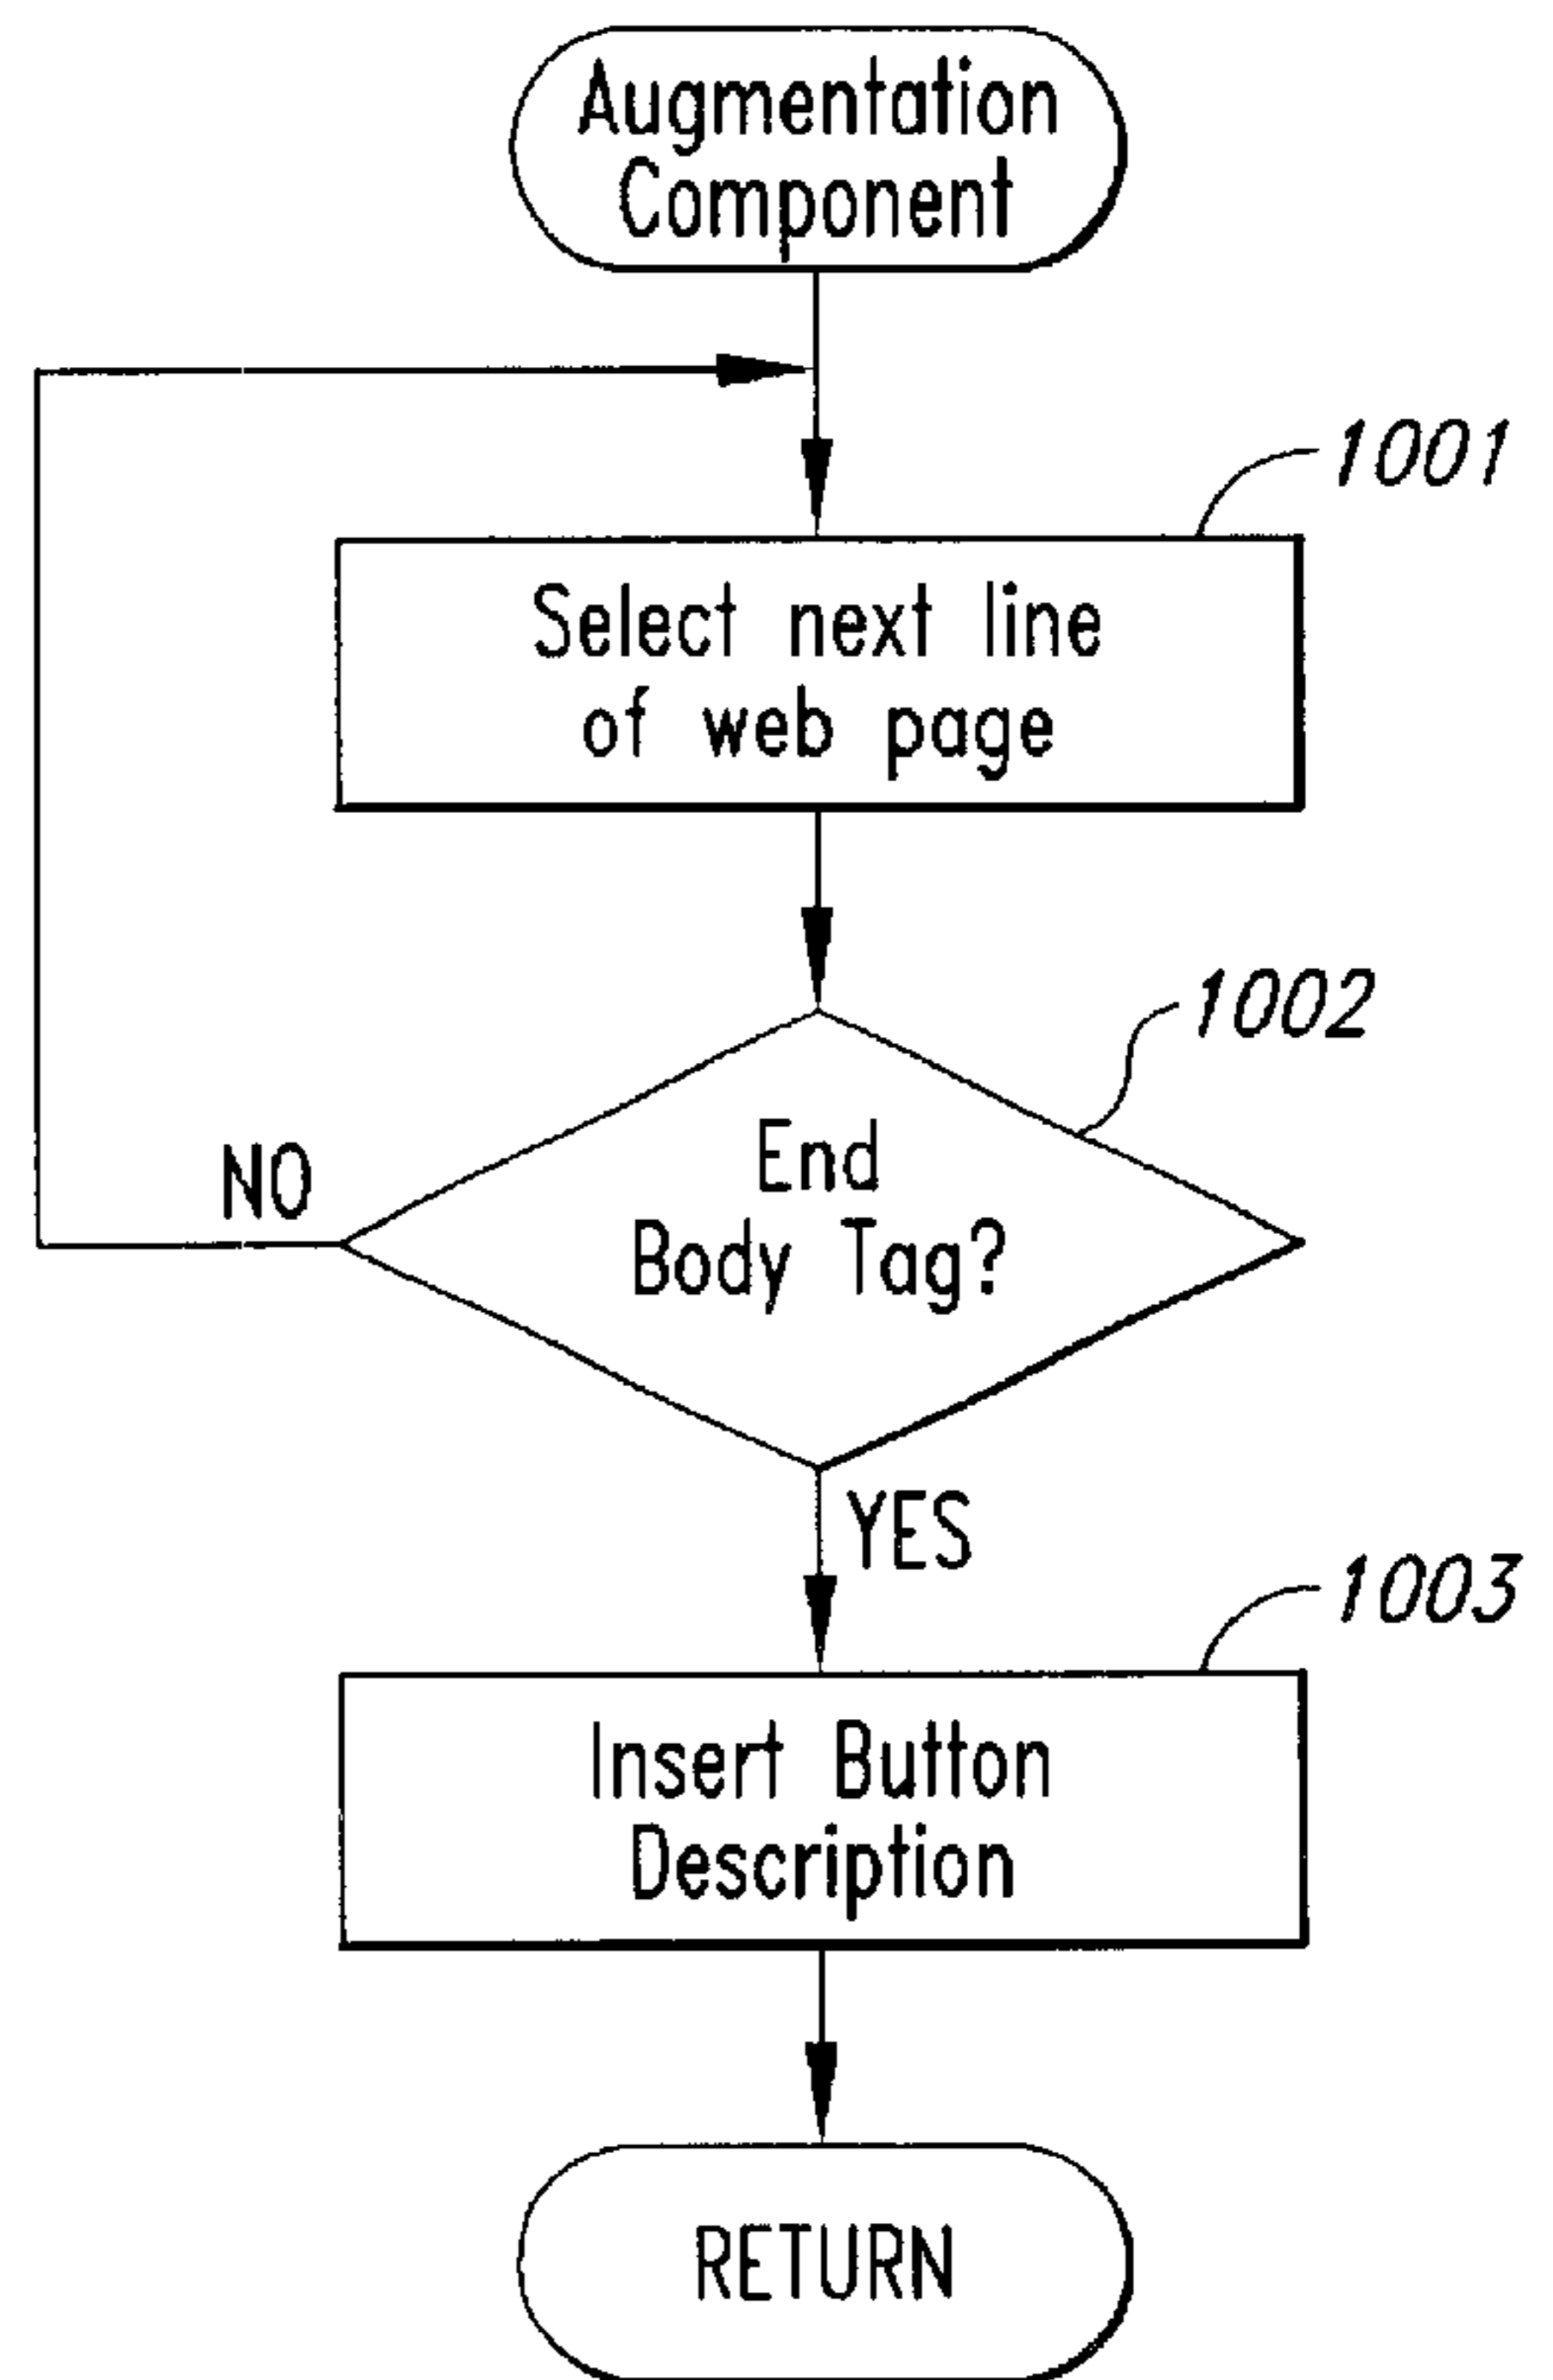 Augmentation
Component
1001
Select next line
of web page
1002
End
Body Tag?
NO
YES
1003
Insert Button
Description
RETURN